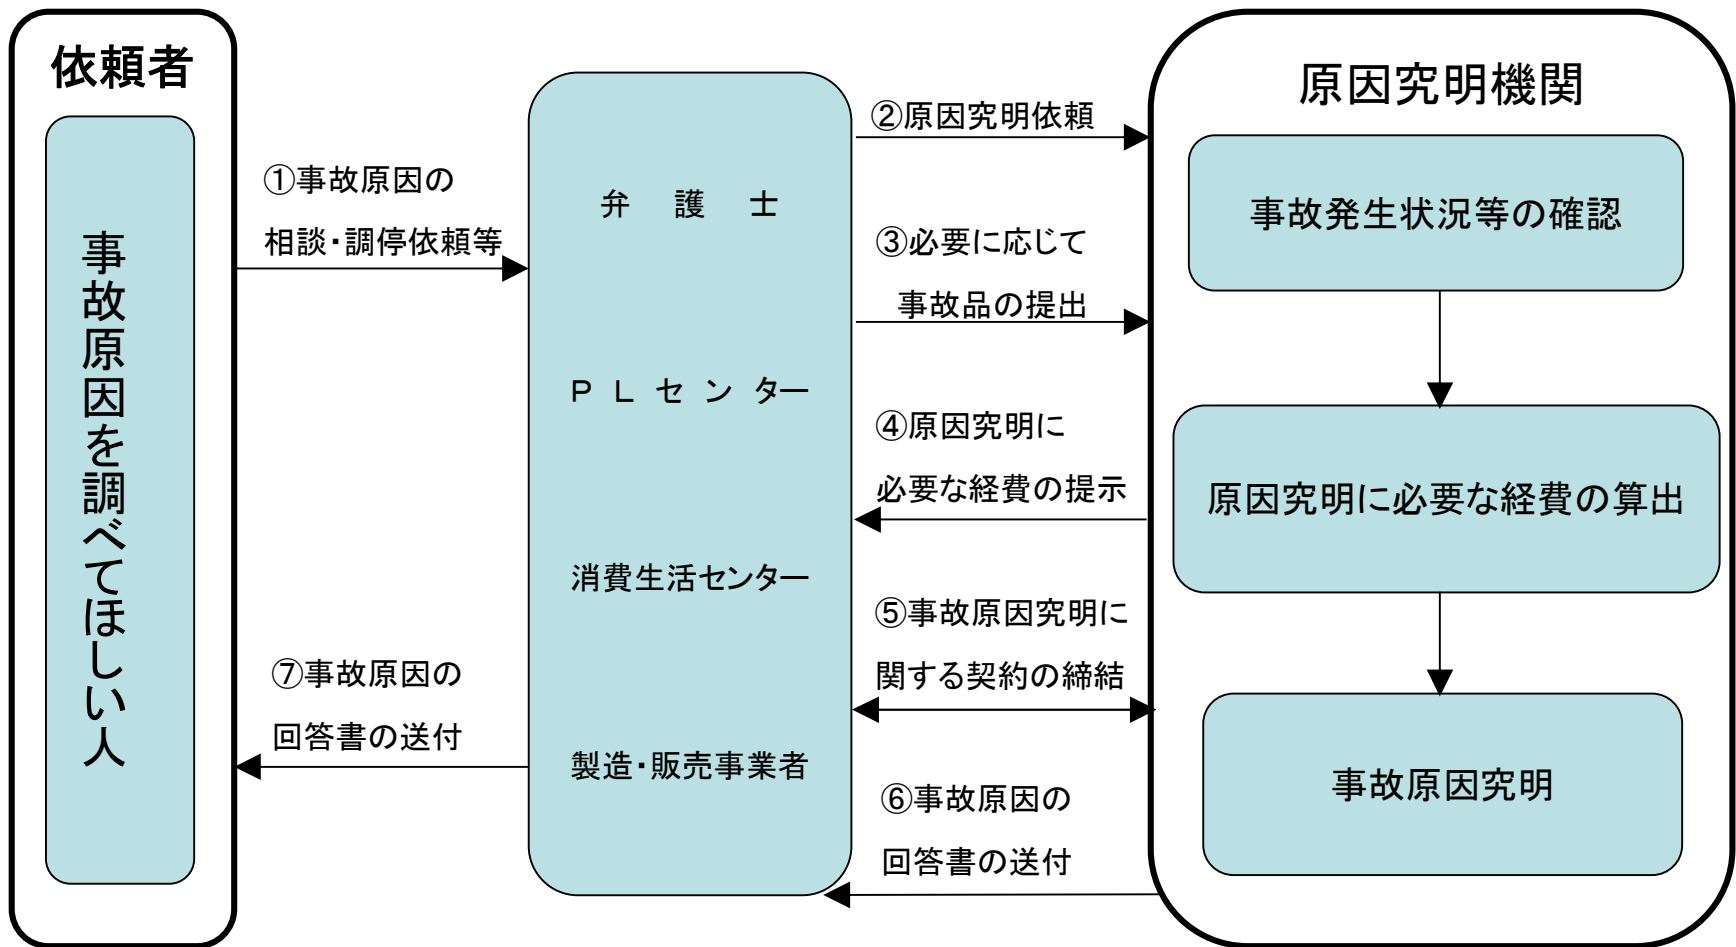 依頼者
事故原因を調べてほしい人
①事故原因の
相談・調停依頼等
⑦事故原因の
回答書の送付
弁　護　士
ＰＬセンター
消費生活センター
製造・販売事業者
②原因究明依頼
③必要に応じて
事故品の提出
④原因究明に
必要な経費の提示
⑤事故原因究明に
関する契約の締結
⑥事故原因の
回答書の送付
原因究明機関
事故発生状況等の確認
原因究明に必要な経費の算出
事故原因究明